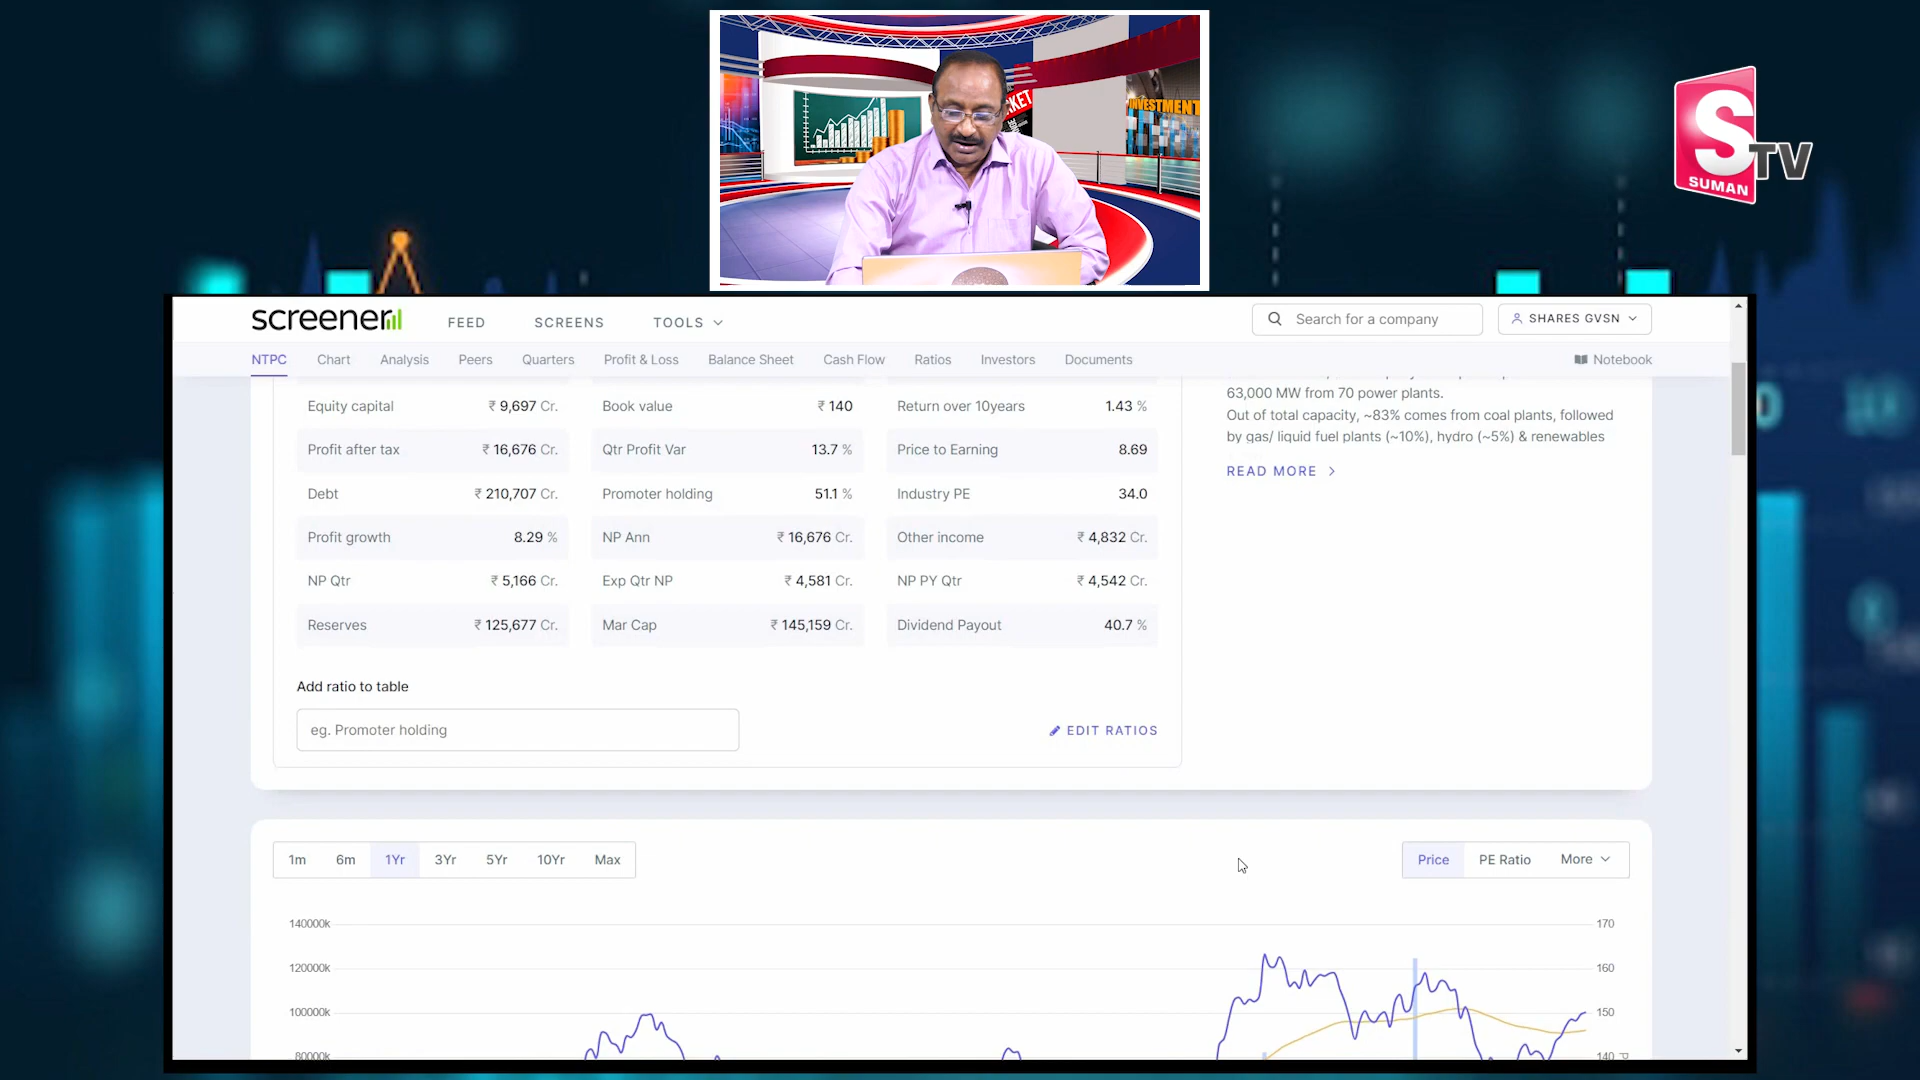 KET
INVESTMENT
S
TV
SUMAN
screener
FEED
SCREENS
TOOLS
Search for a company
SHARES GVSN
NTPC
Chart
Analysis
Peers
Quarters
Profit & Loss
Balance Sheet
Cash Flow
Ratios
Investors
Documents
Notebook
Equity capital ₹ 9,697 Cr.
Book value ₹ 140
Return over 10years 1.43 %
Profit after tax ₹ 16,676 Cr.
Qtr Profit Var 13.7 %
Price to Earning 8.69
Debt ₹ 210,707 Cr.
Promoter holding 51.1 %
Industry PE 34.0
Profit growth 8.29 %
NP Ann ₹ 16,676 Cr.
Other income ₹ 4,832 Cr.
NP Qtr ₹ 5,166 Cr.
Exp Qtr NP ₹ 4,581 Cr.
NP PY Qtr ₹ 4,542 Cr.
Reserves ₹ 125,677 Cr.
Mar Cap ₹ 145,159 Cr.
Dividend Payout 40.7 %
63,000 MW from 70 power plants.
Out of total capacity, ~83% comes from coal plants, followed
by gas/ liquid fuel plants (~10%), hydro (~5%) & renewables
READ MORE
Add ratio to table
eg. Promoter holding
EDIT RATIOS
1m
6m
1Yr
3Yr
5Yr
10Yr
Max
Price
PE Ratio
More
140000k
170
120000k
160
100000k
150
80000k
140